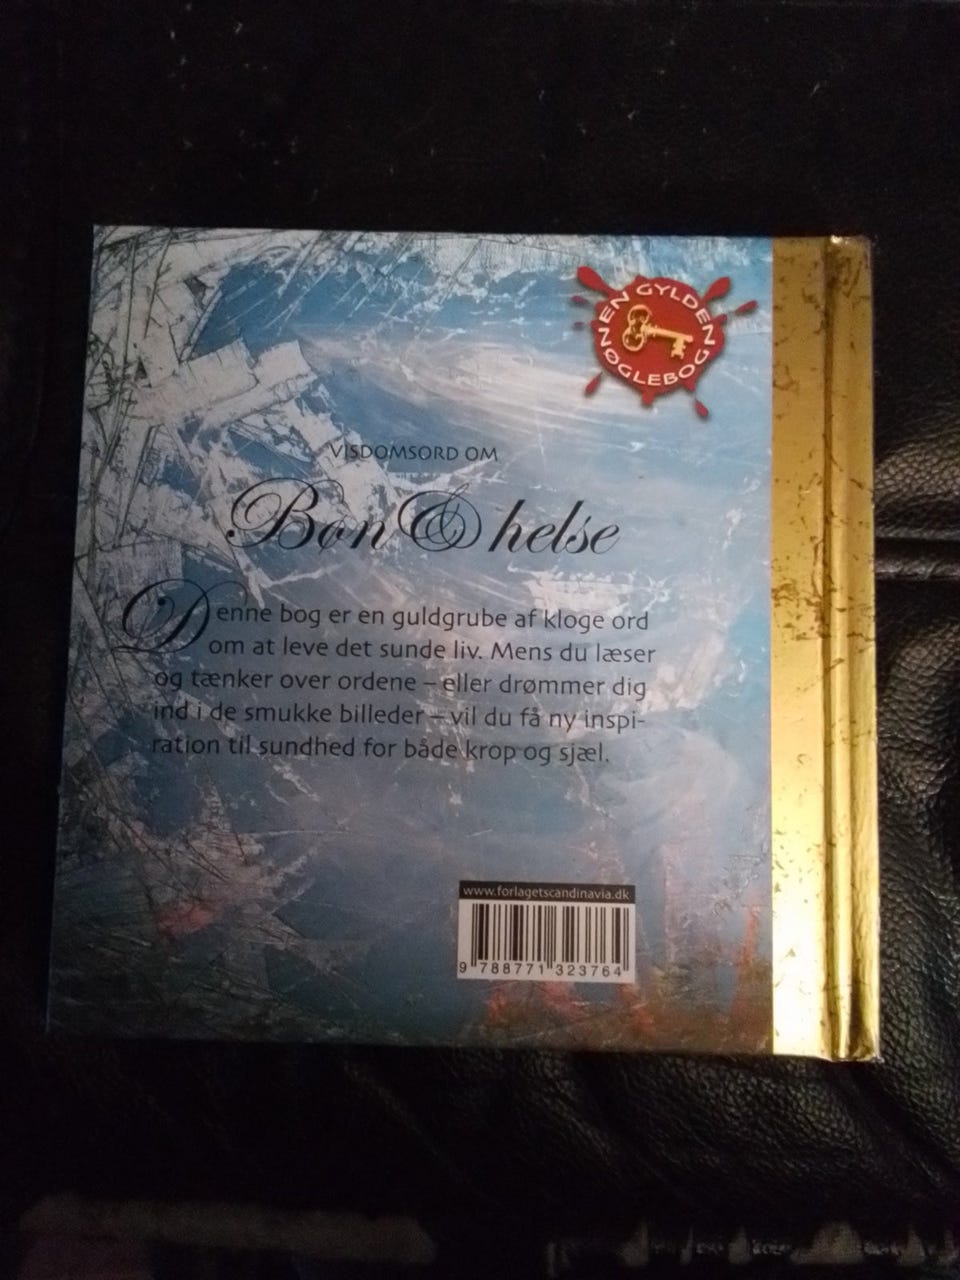 EN GYLDEN
NØGLEBOG
VISDOMSORD OM
Bøn & helse
Denne bog er en guldgrube af kloge ord
om at leve det sunde liv. Mens du læser
og tænker over ordene – eller drømmer dig
ind i de smukke billeder – vil du få ny inspi-
ration til sundhed for både krop og sjæl.
www.forlagetscandinavia.dk
9 788771 323764